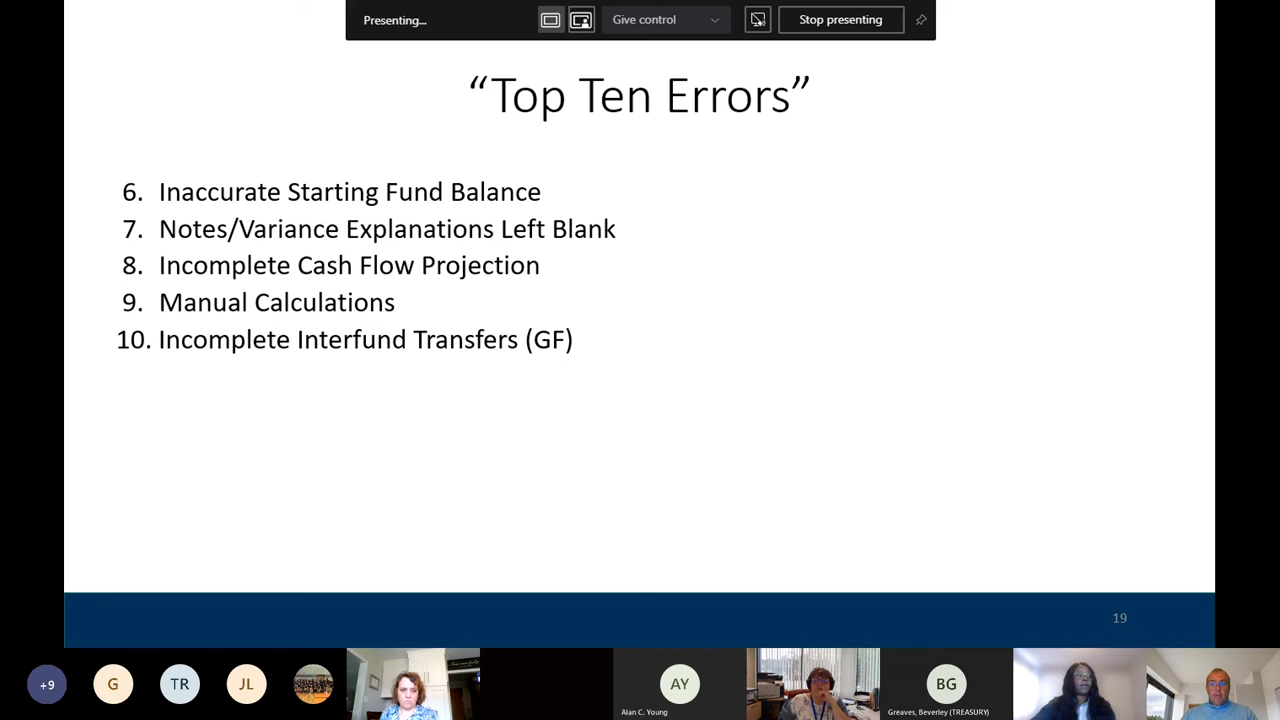 Presenting...
Give control
Stop presenting
“Top Ten Errors”
6. Inaccurate Starting Fund Balance
7. Notes/Variance Explanations Left Blank
8. Incomplete Cash Flow Projection
9. Manual Calculations
10. Incomplete Interfund Transfers (GF)
19
+9
G
TR
JL
AY
Alan C. Young
BG
Greaves, Beverley (TREASURY)